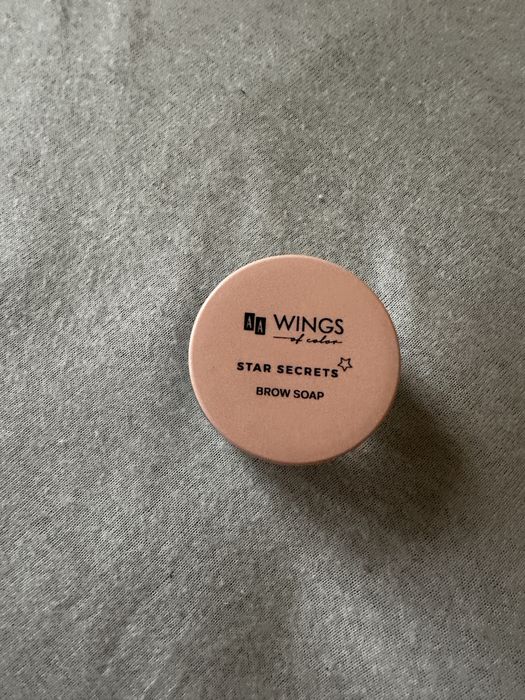 AA WINGS
of color
STAR SECRETS
BROW SOAP